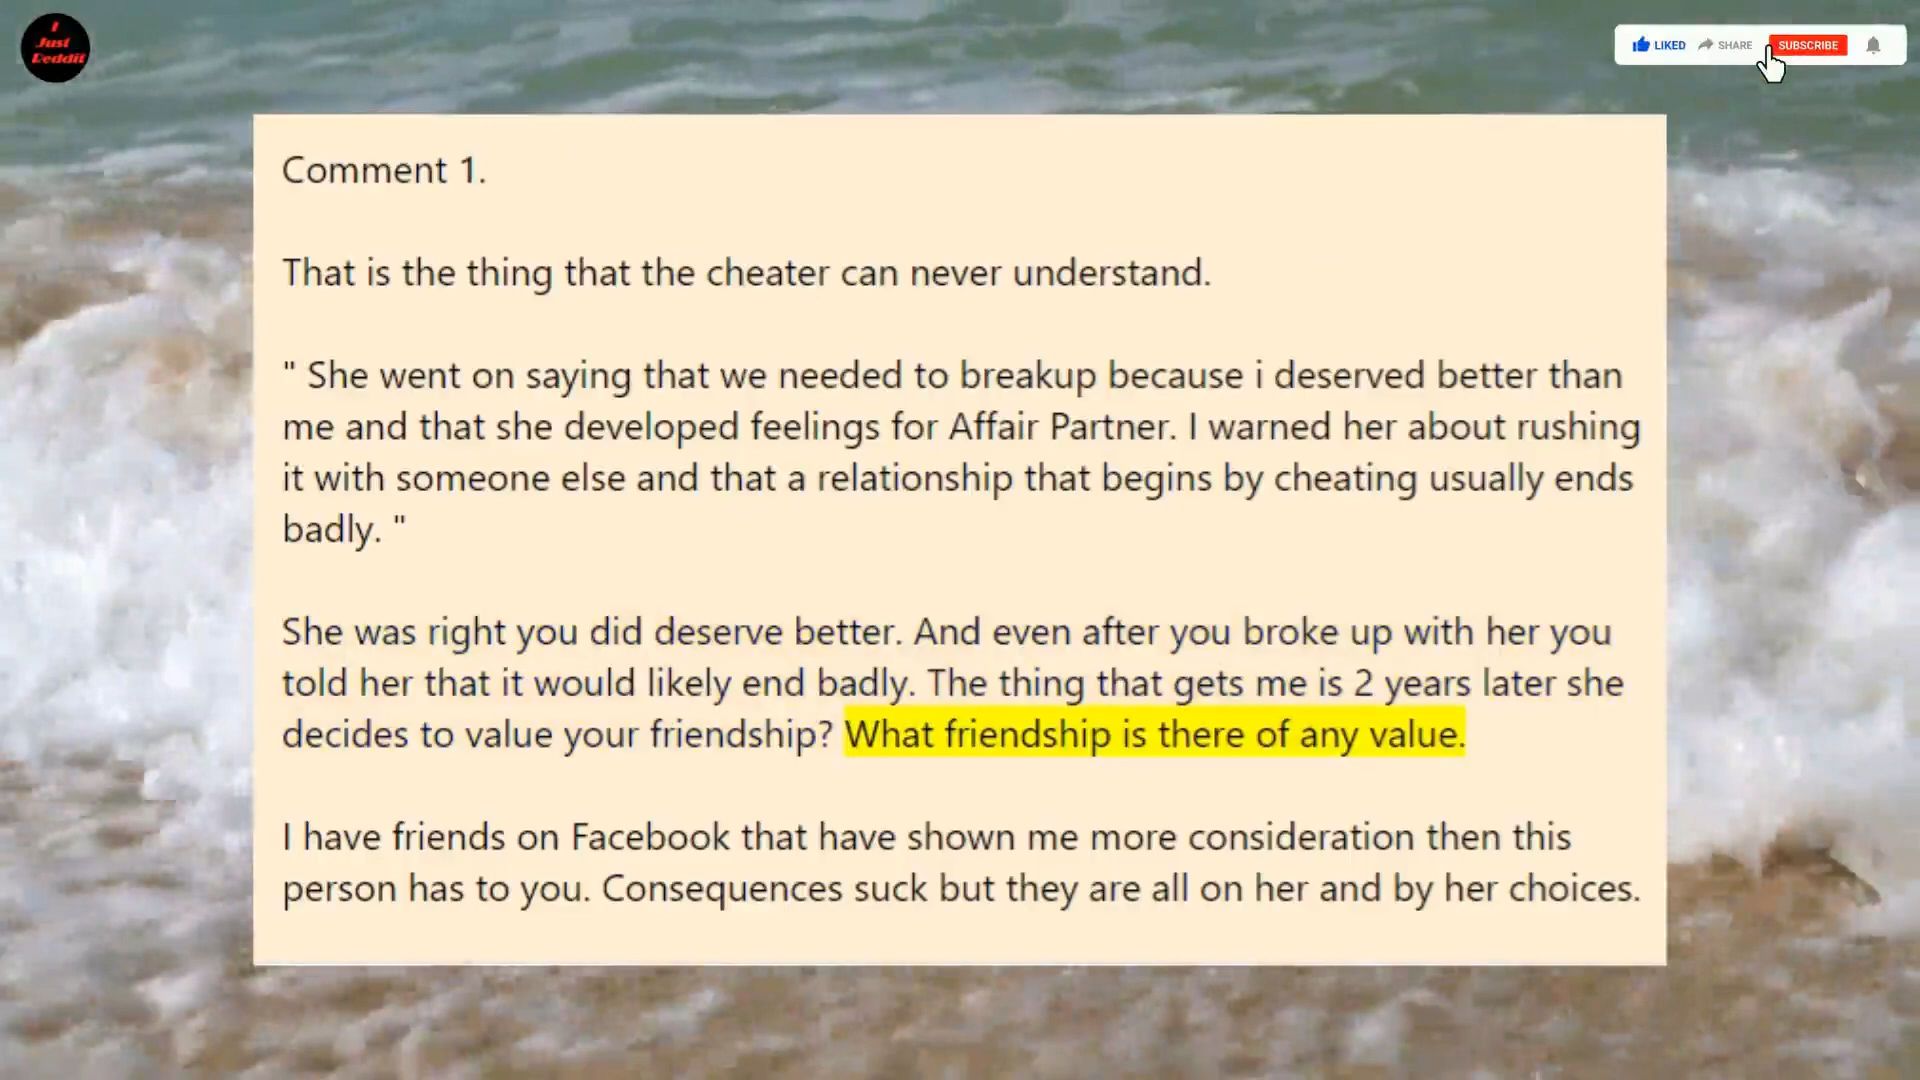 I
Just
Reddit
LIKED SHARE SUBSCRIBE
Comment 1.
That is the thing that the cheater can never understand.
" She went on saying that we needed to breakup because i deserved better than
me and that she developed feelings for Affair Partner. I warned her about rushing
it with someone else and that a relationship that begins by cheating usually ends
badly. "
She was right you did deserve better. And even after you broke up with her you
told her that it would likely end badly. The thing that gets me is 2 years later she
decides to value your friendship? What friendship is there of any value.
I have friends on Facebook that have shown me more consideration then this
person has to you. Consequences suck but they are all on her and by her choices.